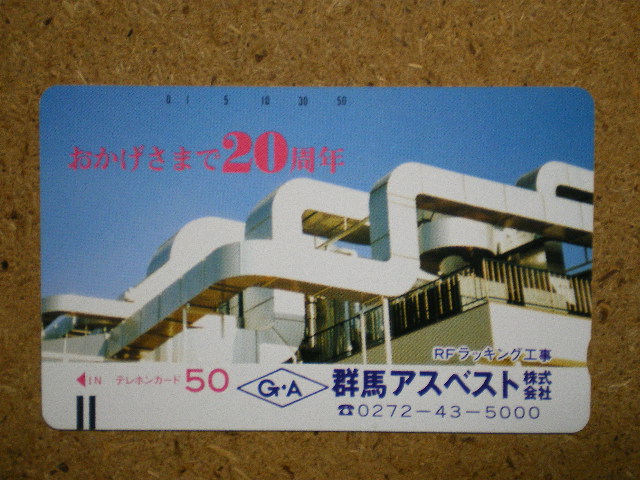 0 1 5 10 30 50
おかげさまで20周年
RFラッキング工事
◀IN テレホンカード 50 G·A 群馬アスベスト株式会社
☎0272-43-5000